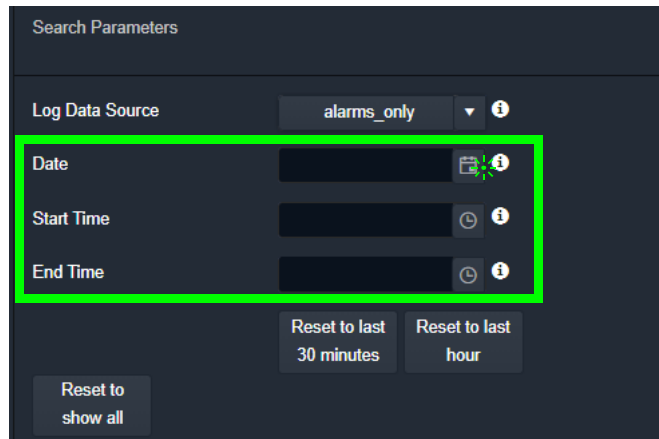 Search Parameters
Log Data Source
alarms_only
Date
Start Time
End Time
Reset to last
30 minutes
Reset to last
hour
Reset to
show all